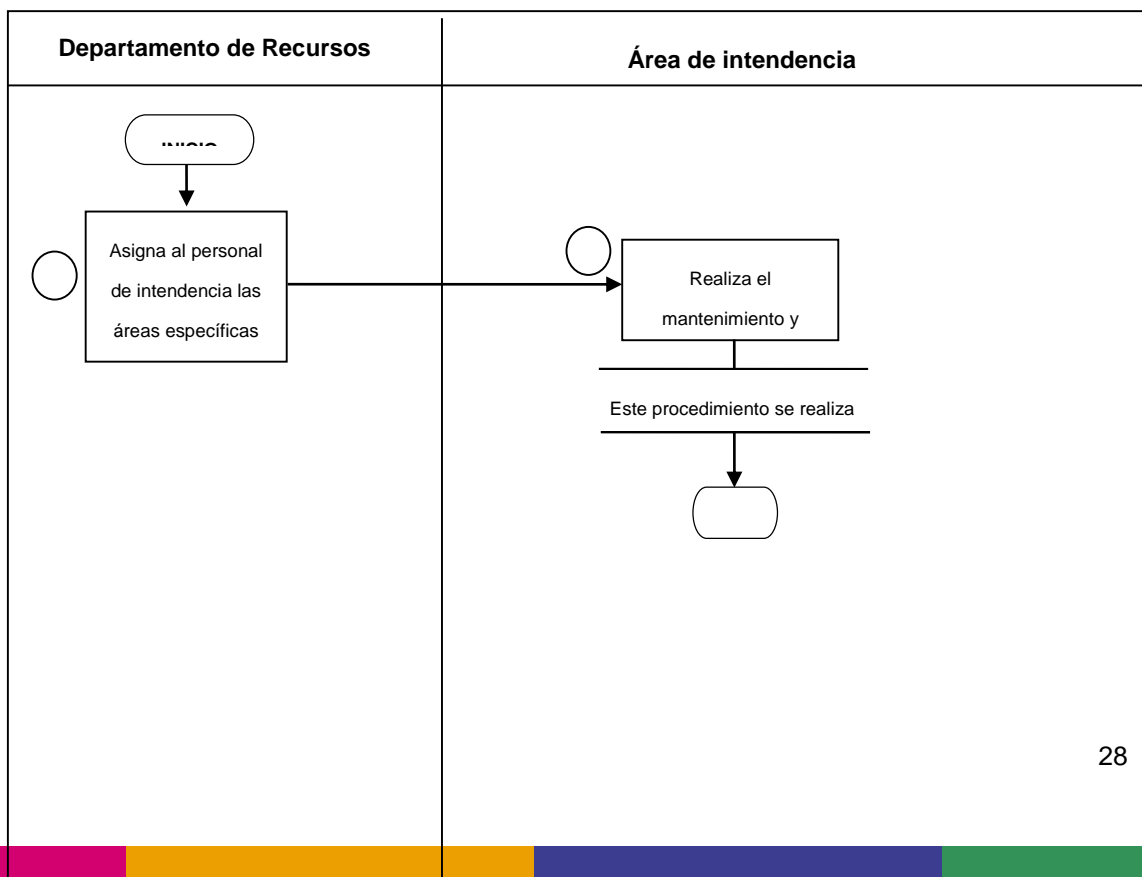 Departamento de Recursos
Área de intendencia
INICIO
Asigna al personal
de intendencia las
áreas específicas
Realiza el
mantenimiento y
Este procedimiento se realiza
28